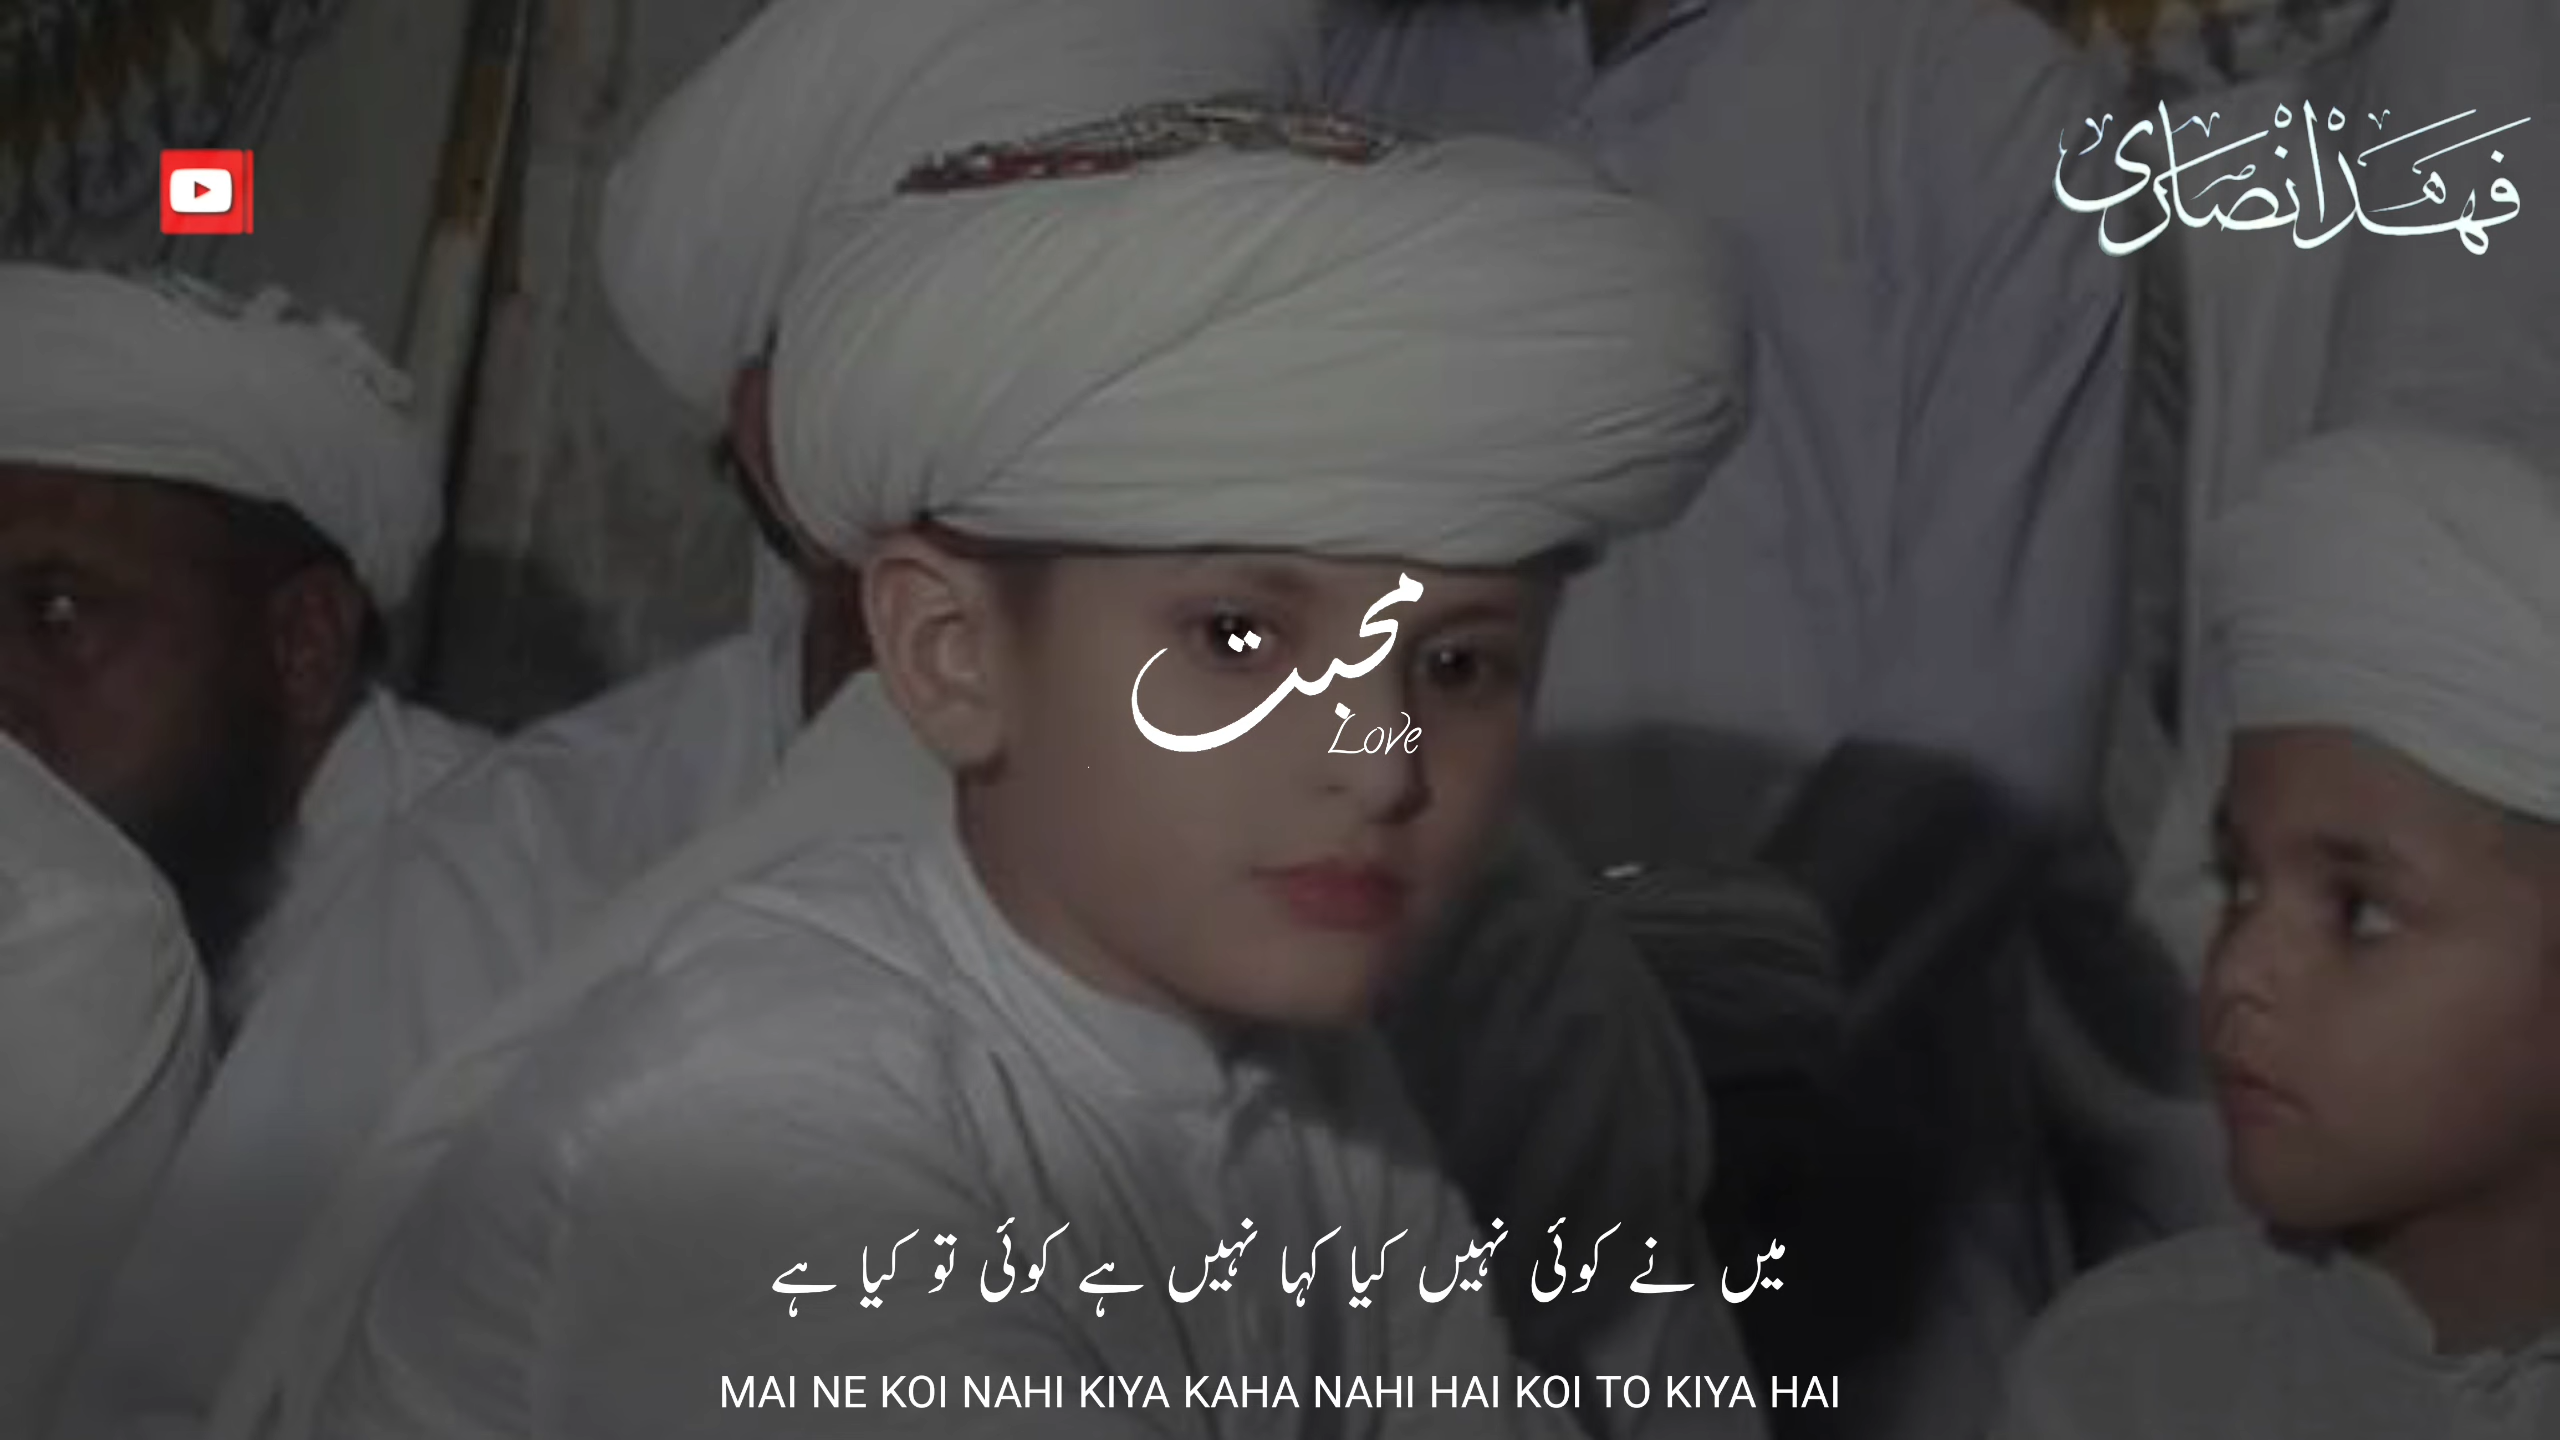 فهد انصاری
محبت
Love
میں نے کوئی نہیں کیا کہا نہیں ہے کوئی تو کیا ہے
MAI NE KOI NAHI KIYA KAHA NAHI HAI KOI TO KIYA HAI